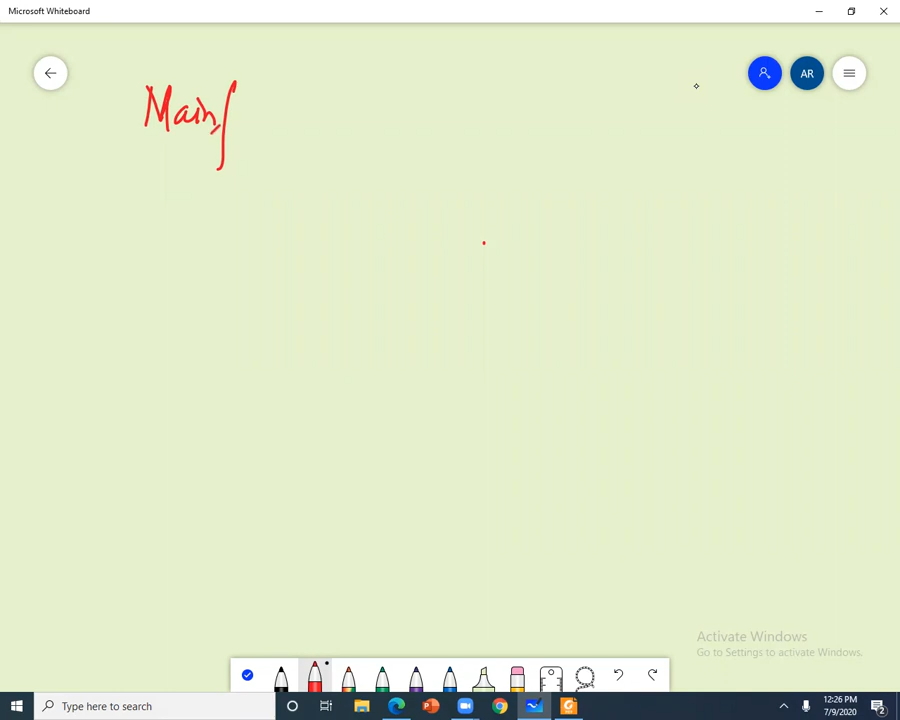 Microsoft Whiteboard
AR
Main
Activate Windows
Go to Settings to activate Windows.
Type here to search
12:26 PM
7/9/2020
2